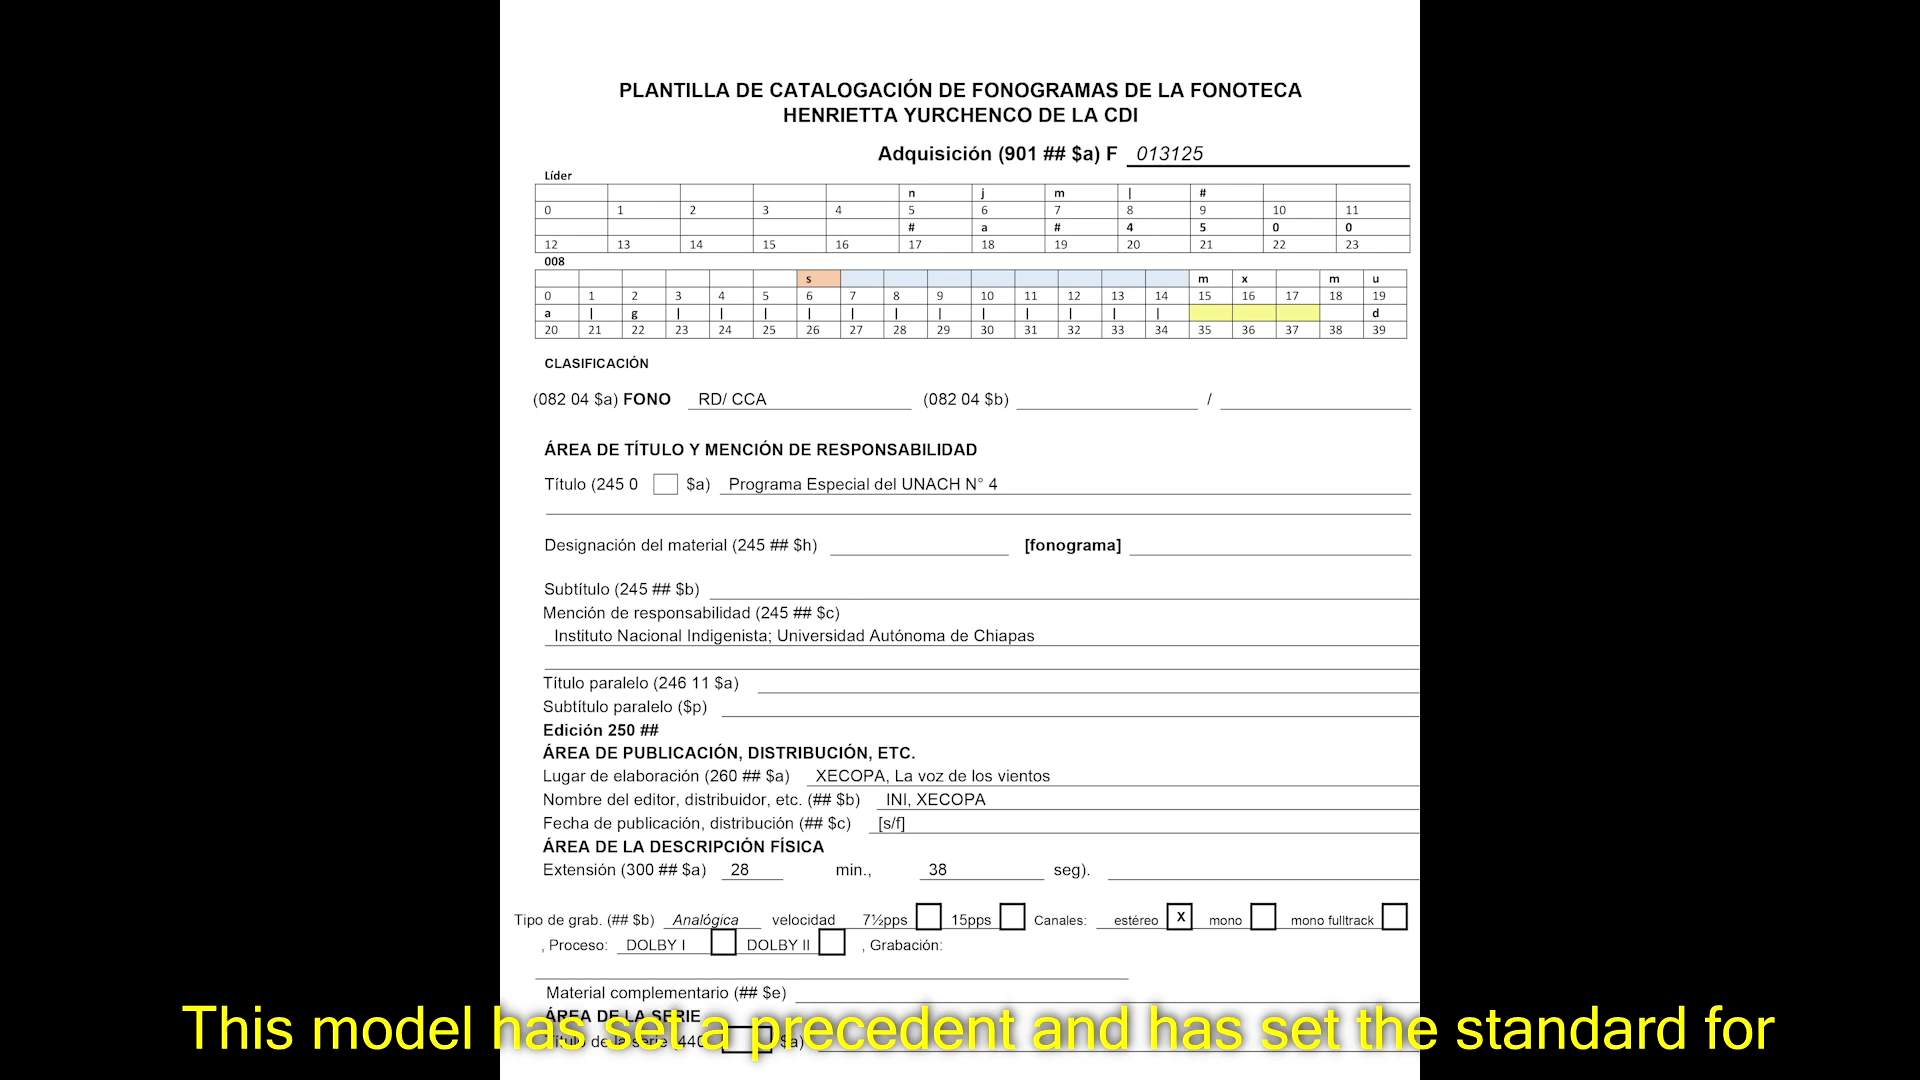 PLANTILLA DE CATALOGACIÓN DE FONOGRAMAS DE LA FONOTECA
HENRIETTA YURCHENCO DE LA CDI
Adquisición (901 ## $a) F 013125
Líder
n j m | #
0 1 2 3 4 5 6 7 8 9 10 11
# a # 4 5 0 0
12 13 14 15 16 17 18 19 20 21 22 23
008
s m x m u
0 1 2 3 4 5 6 7 8 9 10 11 12 13 14 15 16 17 18 19
a | g | | | | | | | | | | | | d
20 21 22 23 24 25 26 27 28 29 30 31 32 33 34 35 36 37 38 39
CLASIFICACIÓN
(082 04 $a) FONO RD/ CCA (082 04 $b) /
ÁREA DE TÍTULO Y MENCIÓN DE RESPONSABILIDAD
Título (245 0 $a) Programa Especial del UNACH N° 4
Designación del material (245 ## $h) [fonograma]
Subtítulo (245 ## $b)
Mención de responsabilidad (245 ## $c)
Instituto Nacional Indigenista; Universidad Autónoma de Chiapas
Título paralelo (246 11 $a)
Subtítulo paralelo ($p)
Edición 250 ##
ÁREA DE PUBLICACIÓN, DISTRIBUCIÓN, ETC.
Lugar de elaboración (260 ## $a) XECOPA, La voz de los vientos
Nombre del editor, distribuidor, etc. (## $b) INI, XECOPA
Fecha de publicación, distribución (## $c) [s/f]
ÁREA DE LA DESCRIPCIÓN FÍSICA
Extensión (300 ## $a) 28 min., 38 seg).
Tipo de grab. (## $b) Analógica velocidad 7½pps 15pps Canales: estéreo X mono mono fulltrack
, Proceso: DOLBY I DOLBY II , Grabación:
Material complementario (## $e)
ÁREA DE LA SERIE
Título de la serie (440 $a)
This model has set a precedent and has set the standard for